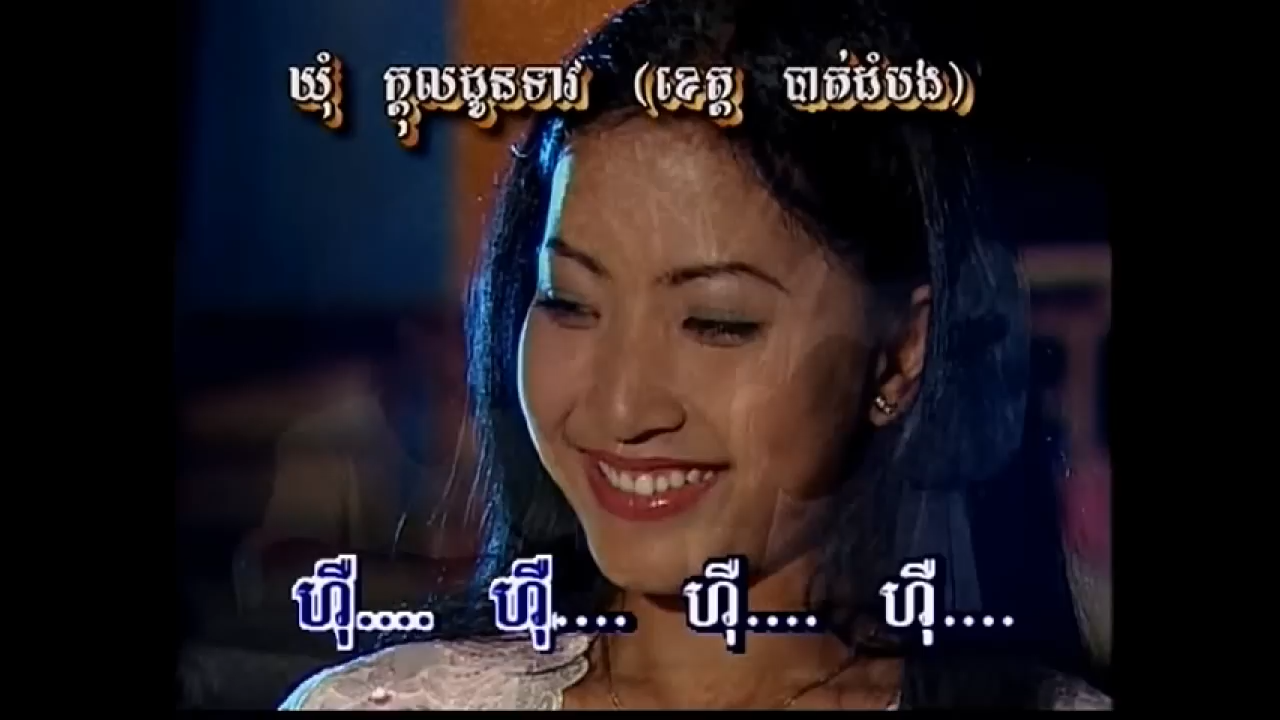 ឃុំ ក្ដុលដូនទាវ (ខេត្ត បាត់ដំបង)
ហ៊ឺ.... ហ៊ឺ.... ហ៊ឺ.... ហ៊ឺ....